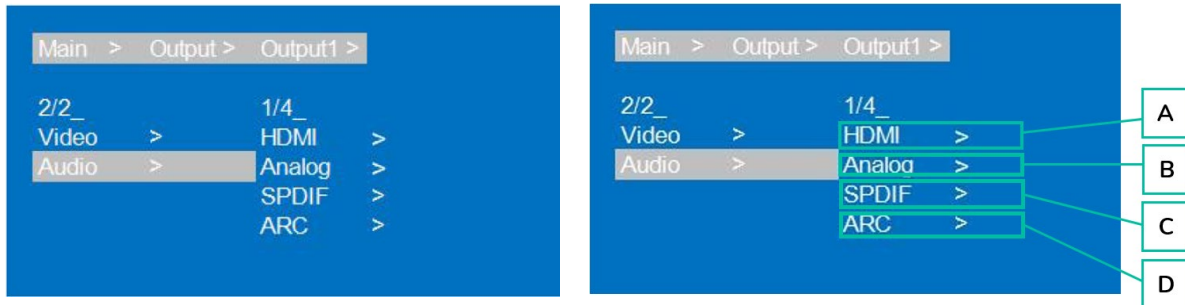 Main > Output > Output1 >
2/2_ 1/4_
Video > HDMI >
Audio > Analog >
SPDIF >
ARC >
Main > Output > Output1 >
2/2_ 1/4_
Video > HDMI >
Audio > Analog >
SPDIF >
ARC >
A
B
C
D